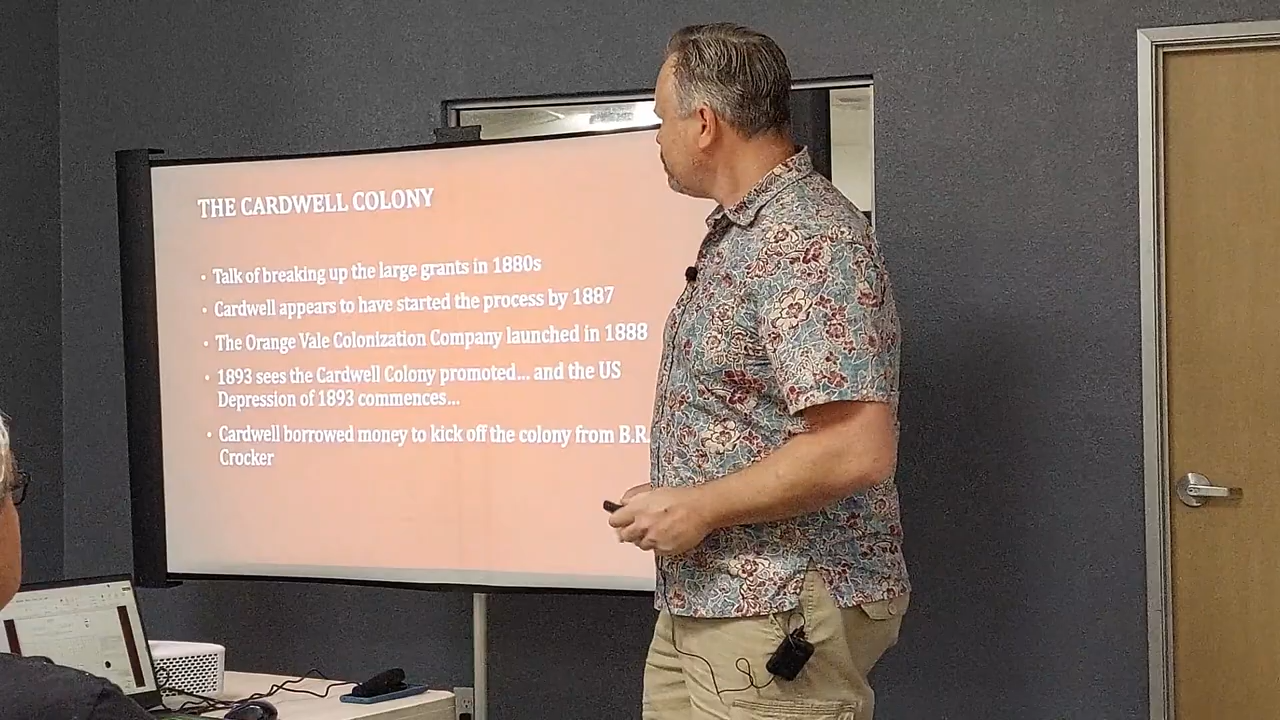 THE CARDWELL COLONY
• Talk of breaking up the large grants in 1880s
• Cardwell appears to have started the process by 1887
• The Orange Vale Colonization Company launched in 1888
• 1893 sees the Cardwell Colony promoted... and the US
Depression of 1893 commences...
• Cardwell borrowed money to kick off the colony from B.R.
Crocker